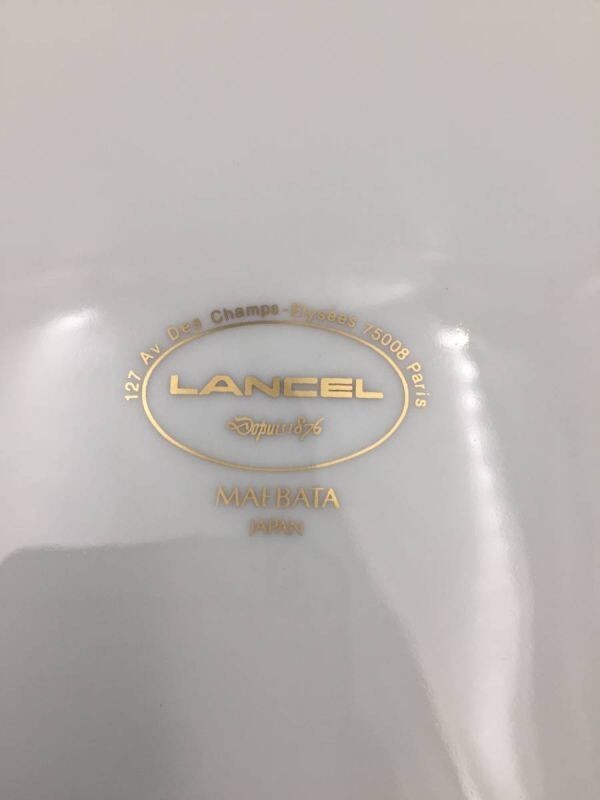 127 Av. Des Champs-Elysées 75008 Paris
LANCEL
Depuis 1876
MAEBATA
JAPAN